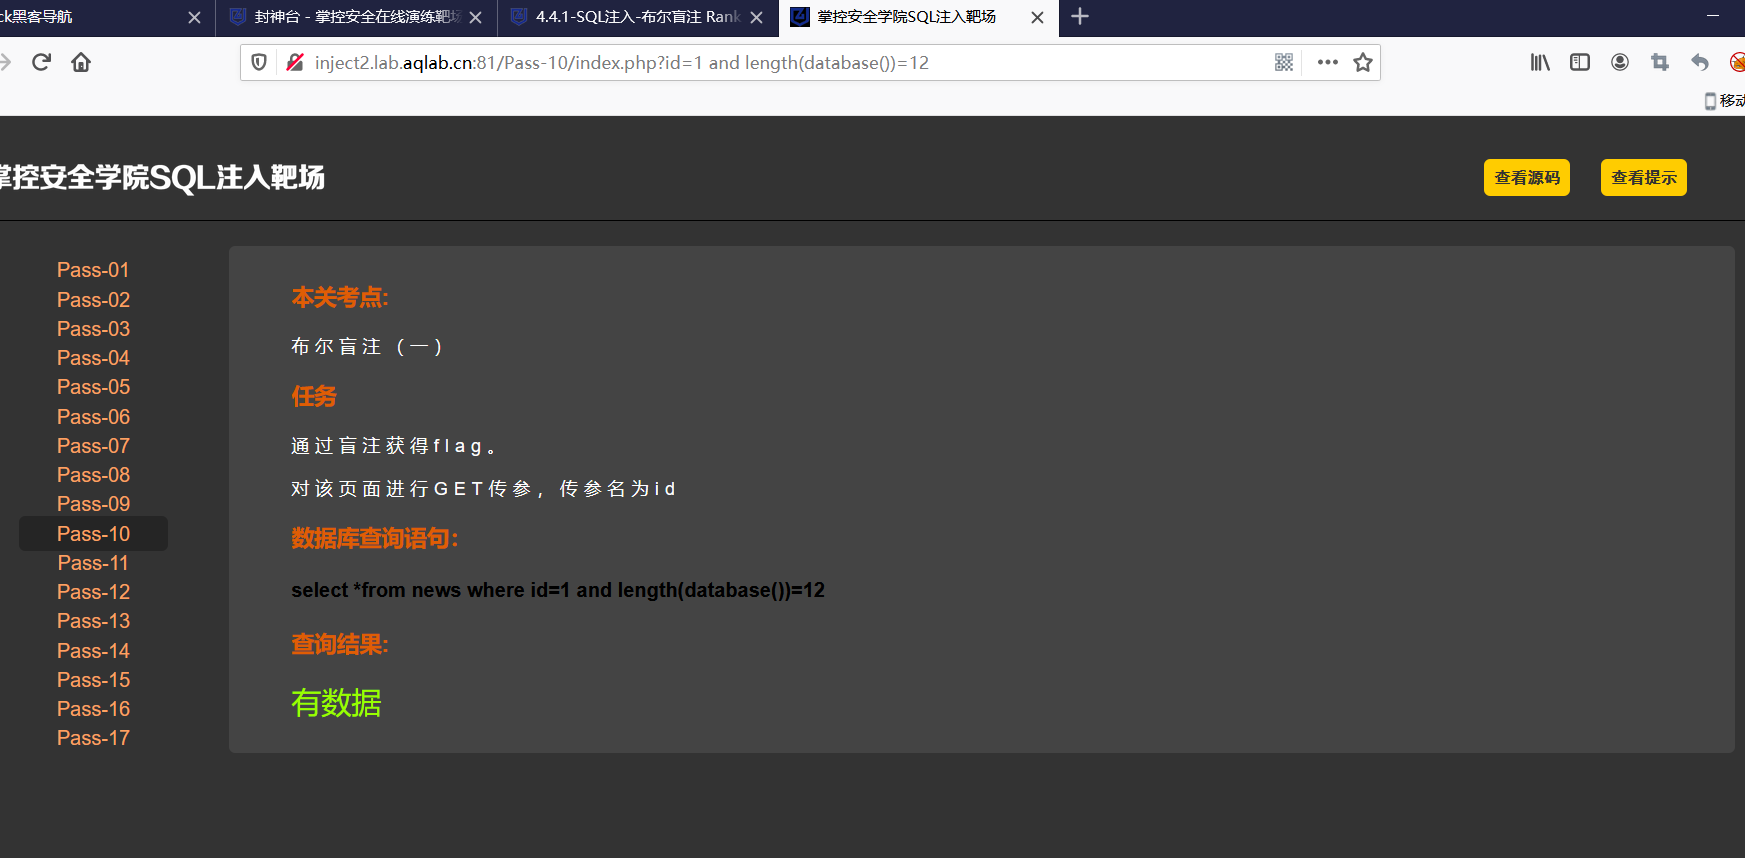 ck黑客导航
封神台 - 掌控安全在线演练靶场
4.4.1-SQL注入-布尔盲注 Rank
掌控安全学院SQL注入靶场
inject2.lab.aqlab.cn:81/Pass-10/index.php?id=1 and length(database())=12
移动
掌控安全学院SQL注入靶场
查看源码
查看提示
Pass-01
Pass-02
Pass-03
Pass-04
Pass-05
Pass-06
Pass-07
Pass-08
Pass-09
Pass-10
Pass-11
Pass-12
Pass-13
Pass-14
Pass-15
Pass-16
Pass-17
本关考点:
布尔盲注（一）
任务
通过盲注获得flag。
对该页面进行GET传参，传参名为id
数据库查询语句:
select *from news where id=1 and length(database())=12
查询结果:
有数据